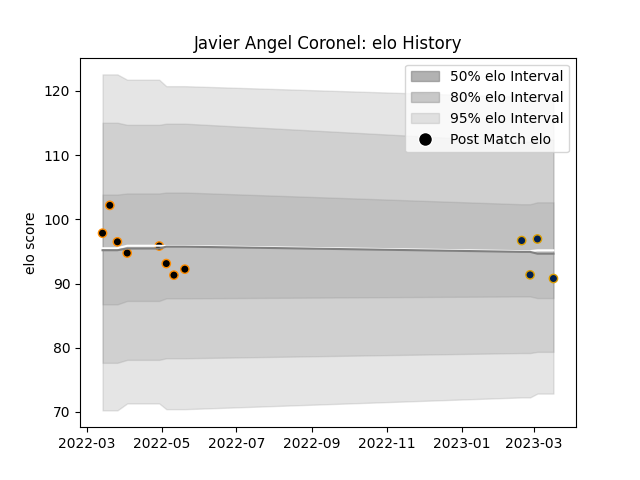 Javier Angel Coronel: elo History
50% elo Interval
80% elo Interval
95% elo Interval
Post Match elo
elo score
120
110
100
90
80
70
2022-03
2022-05
2022-07
2022-09
2022-11
2023-01
2023-03